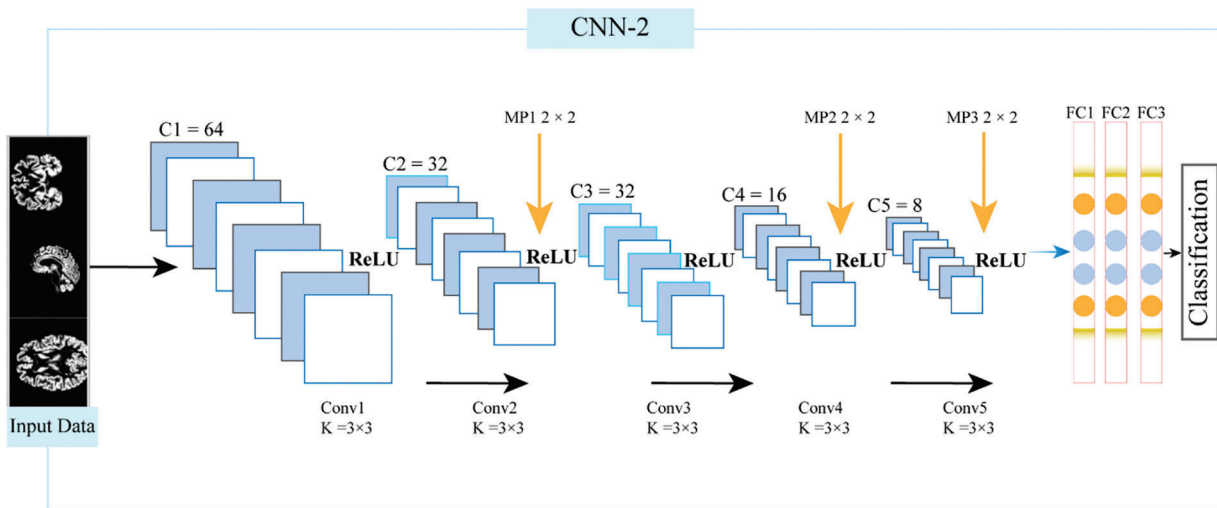 CNN-2
MP1 2 × 2
MP2 2 × 2
MP3 2 × 2
FC1 FC2 FC3
C1 = 64
C2 = 32
C3 = 32
C4 = 16
C5 = 8
ReLU
ReLU
ReLU
ReLU
ReLU
Classification
Input Data
Conv1
K =3×3
Conv2
K =3×3
Conv3
K =3×3
Conv4
K =3×3
Conv5
K =3×3